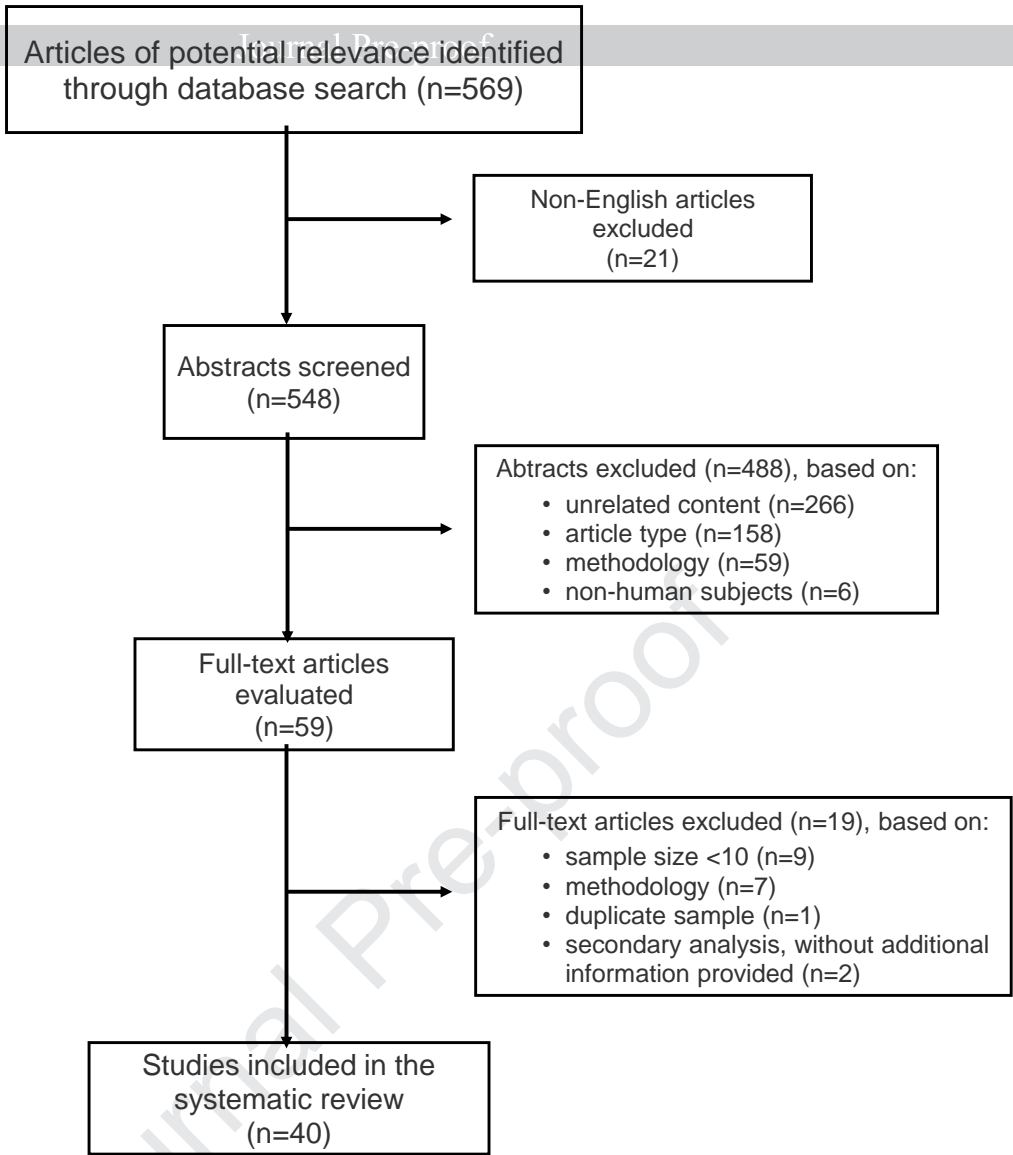 Journal Pre-proof
Articles of potential relevance identified
through database search (n=569)
Non-English articles
excluded
(n=21)
Abstracts screened
(n=548)
Abtracts excluded (n=488), based on:
• unrelated content (n=266)
• article type (n=158)
• methodology (n=59)
• non-human subjects (n=6)
Full-text articles
evaluated
(n=59)
Full-text articles excluded (n=19), based on:
• sample size <10 (n=9)
• methodology (n=7)
• duplicate sample (n=1)
• secondary analysis, without additional
information provided (n=2)
Studies included in the
systematic review
(n=40)
urnal Pre-proof